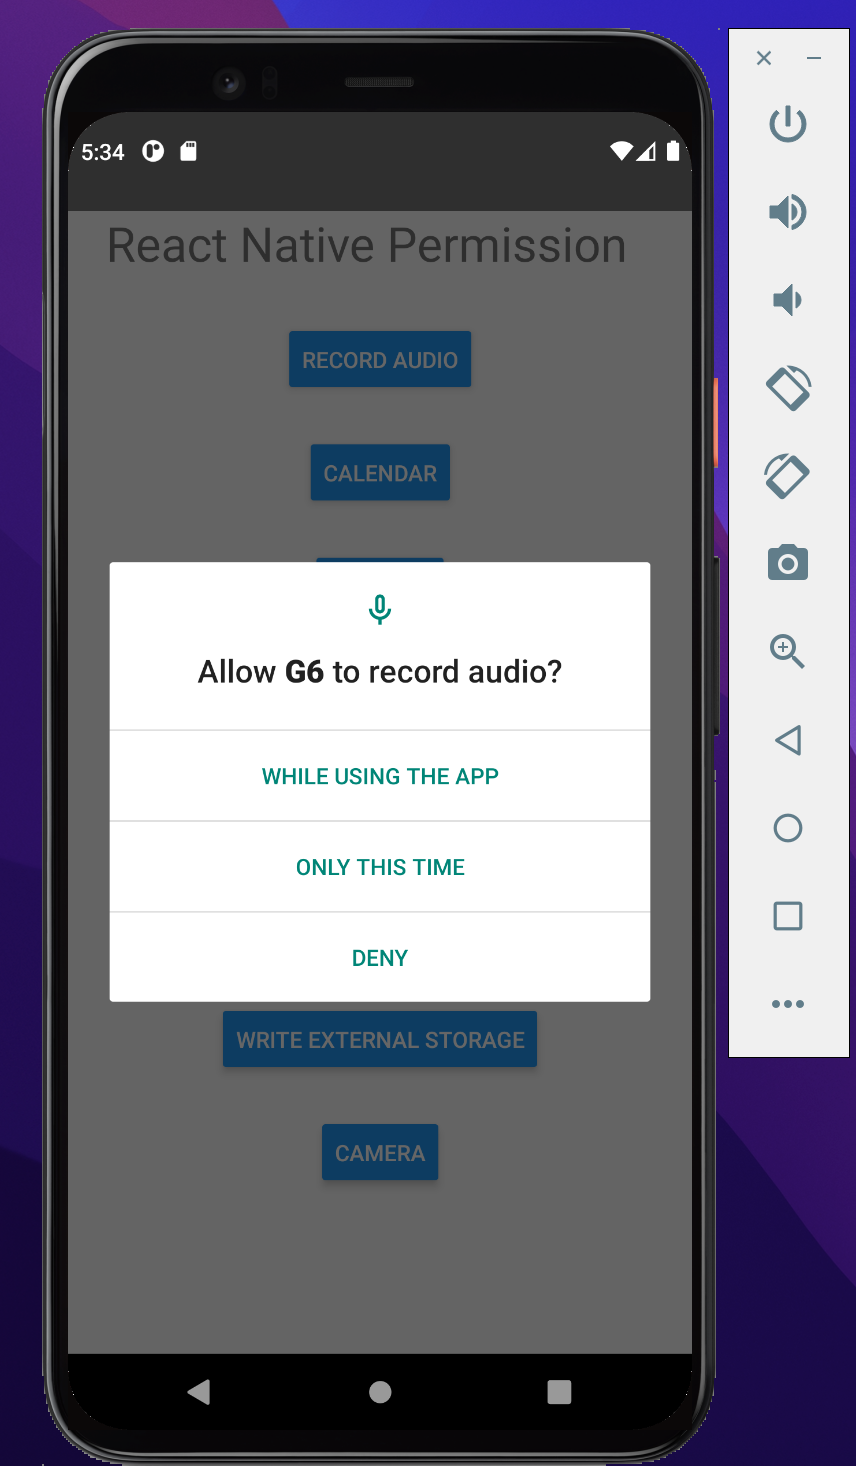 5:34
React Native Permission
RECORD AUDIO
CALENDAR
Allow G6 to record audio?
WHILE USING THE APP
ONLY THIS TIME
DENY
WRITE EXTERNAL STORAGE
CAMERA